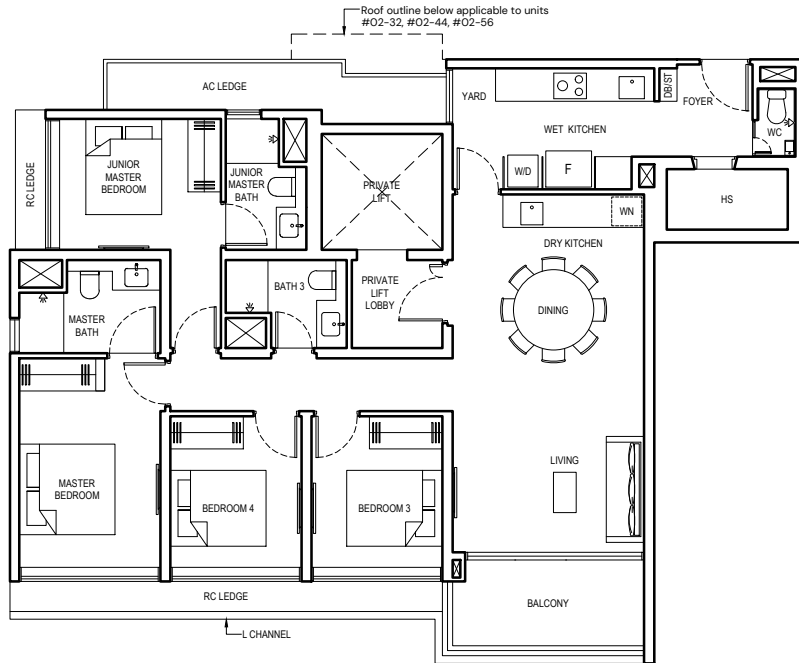 Roof outline below applicable to units
#02-32, #02-44, #02-56
AC LEDGE
YARD
DB/ST
FOYER
WET KITCHEN
WC
RC LEDGE
JUNIOR
MASTER
BEDROOM
JUNIOR
MASTER
BATH
PRIVATE
LIFT
W/D
F
HS
WN
DRY KITCHEN
MASTER
BATH
BATH 3
PRIVATE
LIFT
LOBBY
DINING
MASTER
BEDROOM
BEDROOM 4
BEDROOM 3
LIVING
RC LEDGE
BALCONY
L CHANNEL